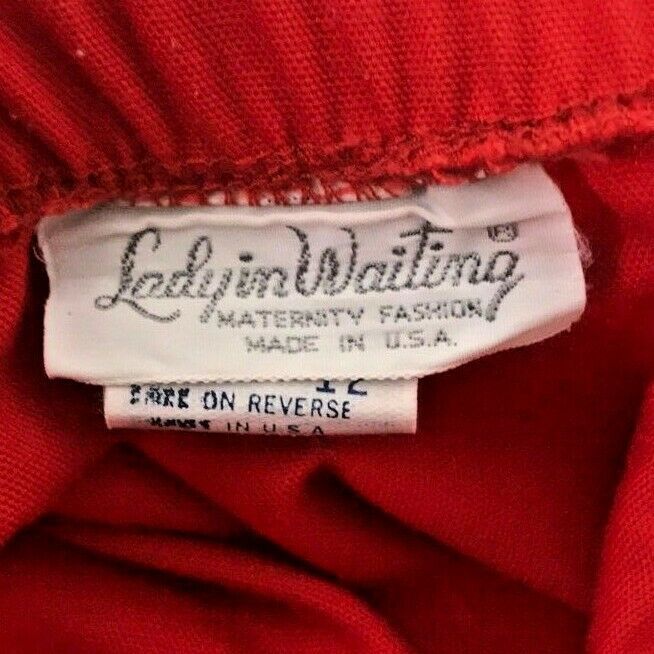 Lady in Waiting ®
MATERNITY FASHION
MADE IN U.S.A.
12
ON REVERSE
IN U S A